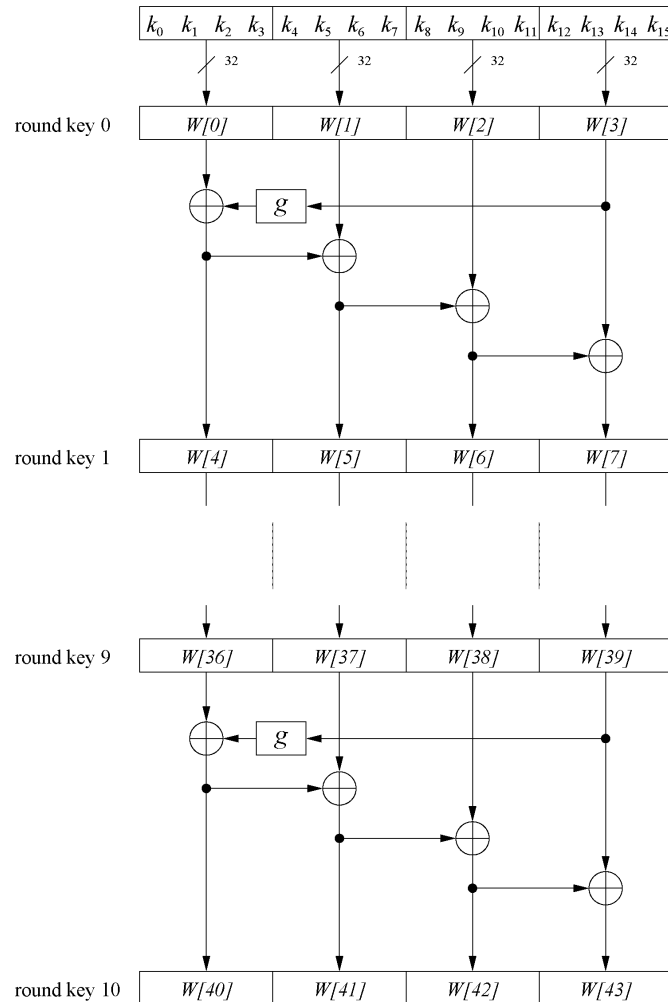 k₀ k₁ k₂ k₃ k₄ k₅ k₆ k₇ k₈ k₉ k₁₀ k₁₁ k₁₂ k₁₃ k₁₄ k₁₅
32 32 32 32
round key 0 W[0] W[1] W[2] W[3]
g
round key 1 W[4] W[5] W[6] W[7]
round key 9 W[36] W[37] W[38] W[39]
g
round key 10 W[40] W[41] W[42] W[43]